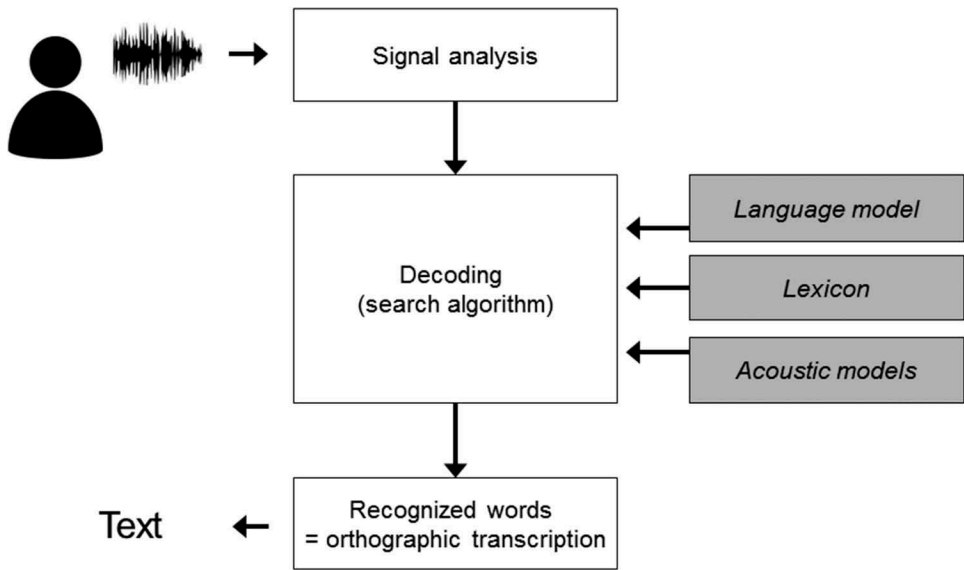 Signal analysis
Language model
Decoding
(search algorithm)
Lexicon
Acoustic models
Recognized words
= orthographic transcription
Text